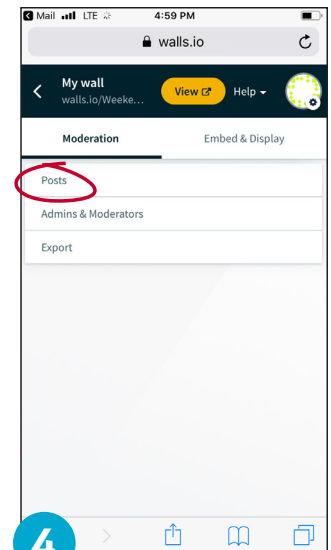 Mail LTE 4:59 PM
walls.io
My wall
walls.io/Weeke...
View Help
Moderation Embed & Display
Posts
Admins & Moderators
Export
4